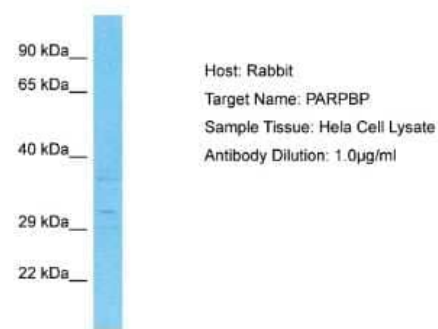 90 kDa
65 kDa
40 kDa
29 kDa
22 kDa
Host: Rabbit
Target Name: PARPBP
Sample Tissue: Hela Cell Lysate
Antibody Dilution: 1.0µg/ml